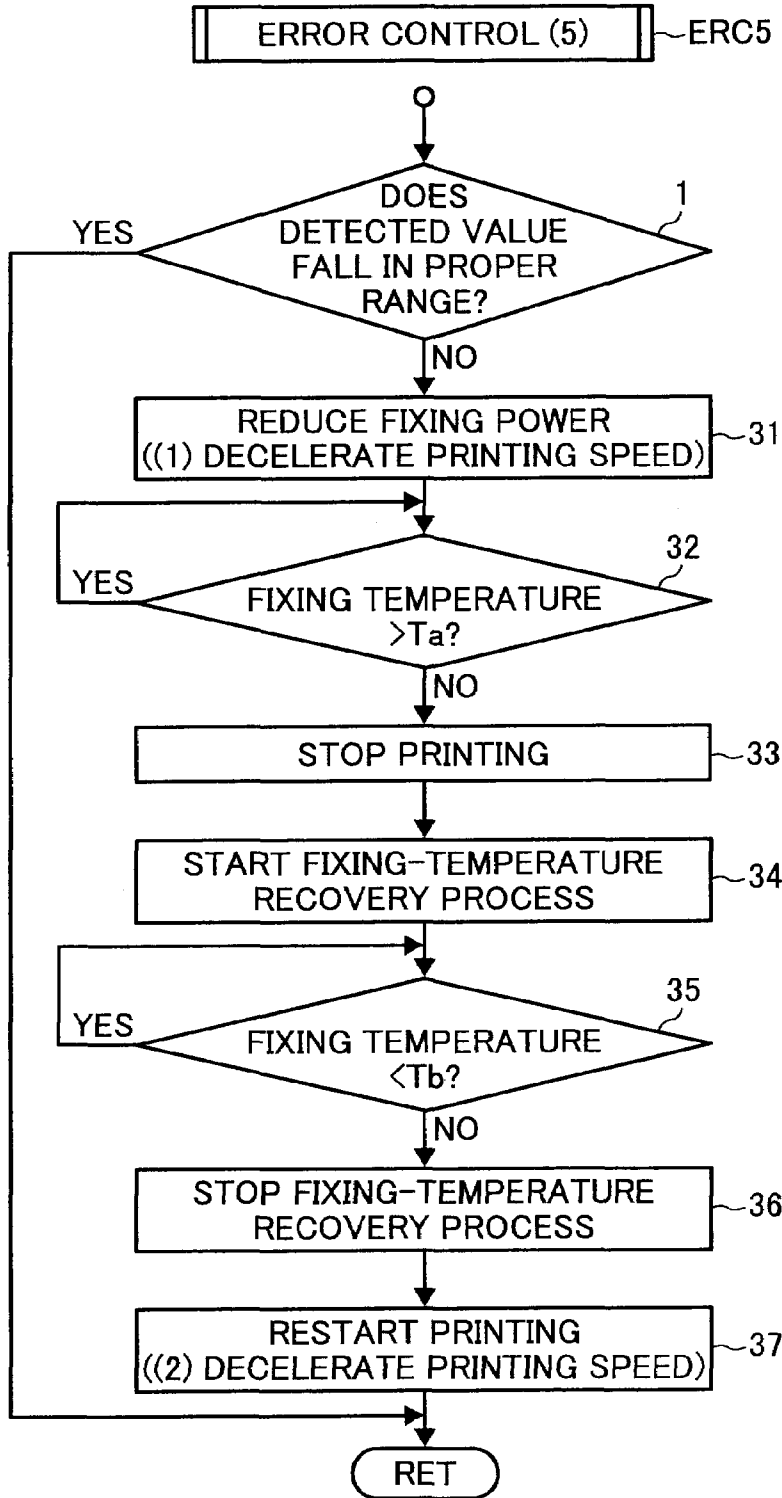 ERROR CONTROL (5)
ERC5
1
DOES
DETECTED VALUE
FALL IN PROPER
RANGE?
YES
NO
REDUCE FIXING POWER
((1) DECELERATE PRINTING SPEED)
31
32
YES
FIXING TEMPERATURE
>Ta?
NO
STOP PRINTING
33
START FIXING-TEMPERATURE
RECOVERY PROCESS
34
35
YES
FIXING TEMPERATURE
<Tb?
NO
STOP FIXING-TEMPERATURE
RECOVERY PROCESS
36
RESTART PRINTING
((2) DECELERATE PRINTING SPEED)
37
RET